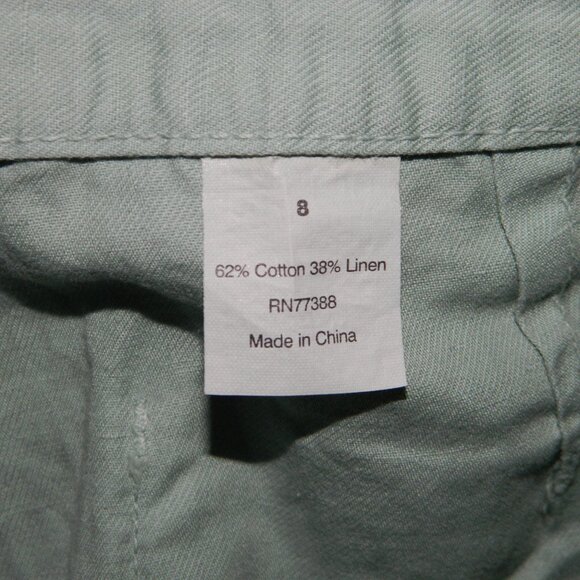 8
62% Cotton 38% Linen
RN77388
Made in China